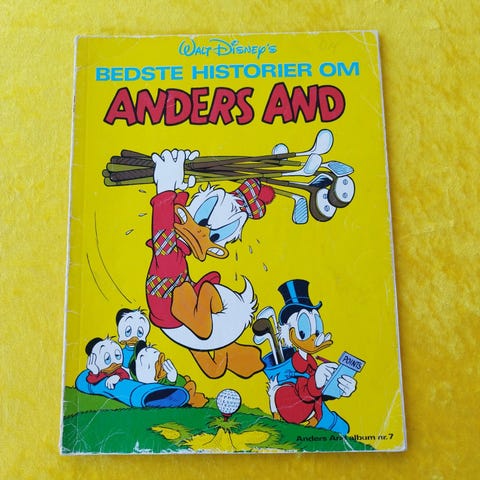 WALT DISNEY'S
BEDSTE HISTORIER OM
ANDERS AND
POINTS
Anders And album nr. 7